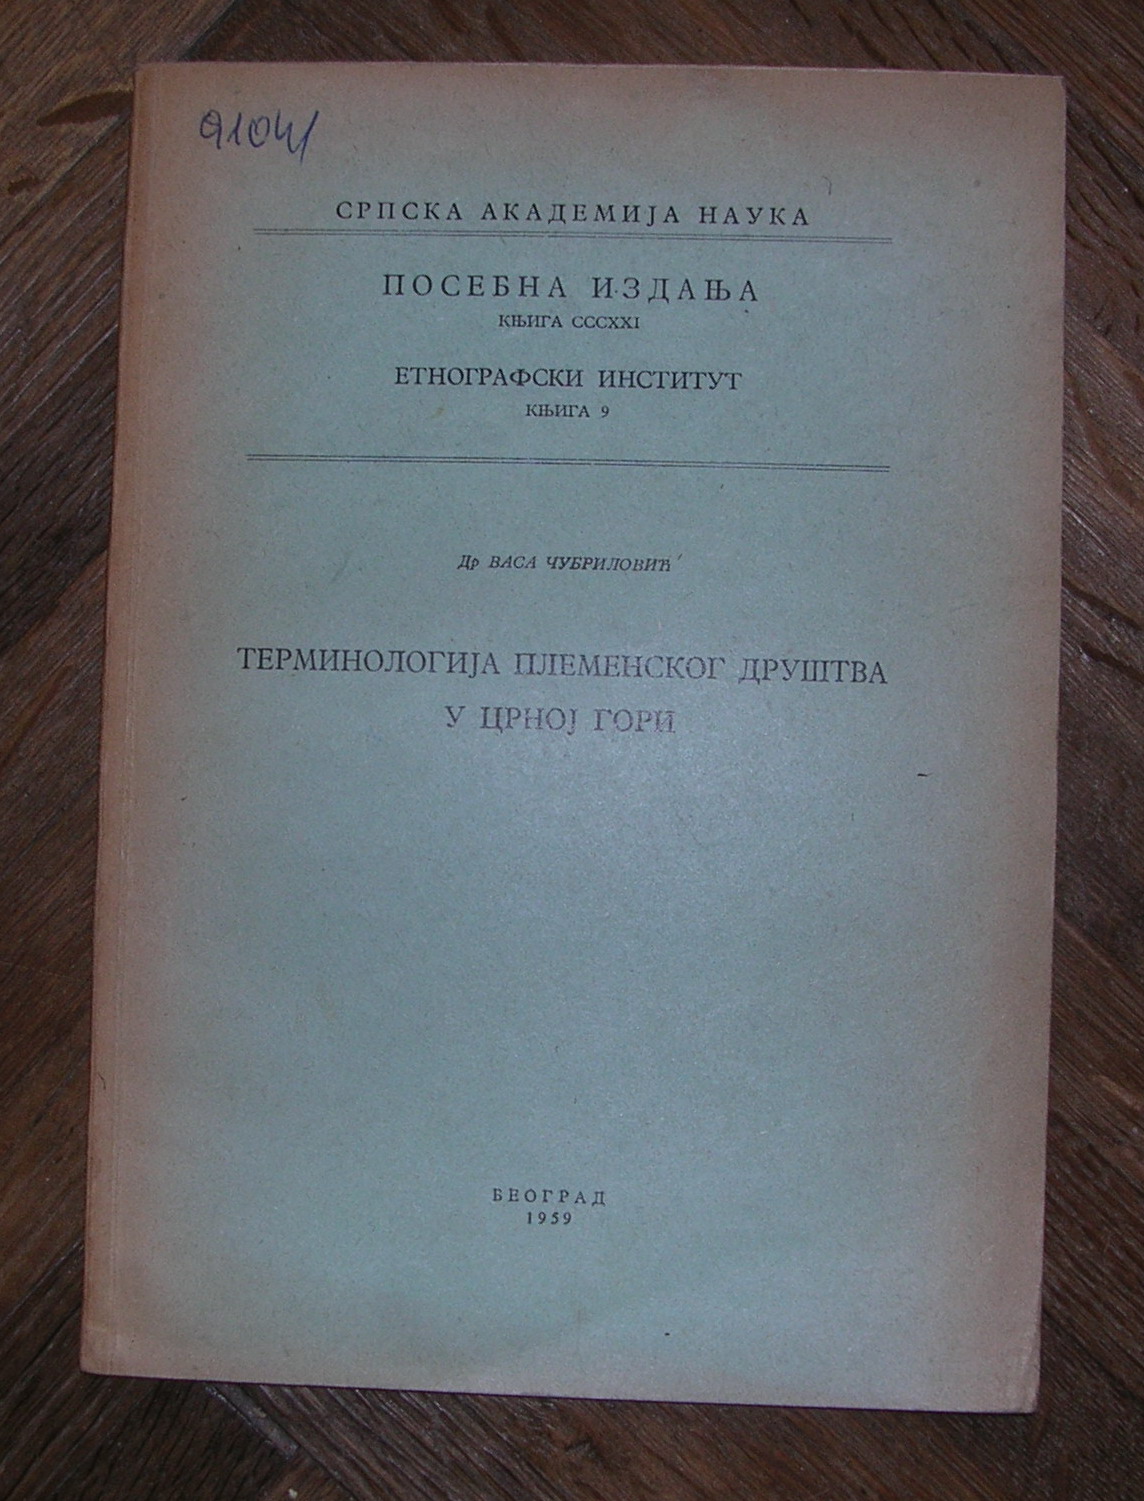 91041
СРПСКА АКАДЕМИЈА НАУКА
ПОСЕБНА ИЗДАЊА
КЊИГА CCCXXI
ЕТНОГРАФСКИ ИНСТИТУТ
КЊИГА 9
Др ВАСА ЧУБРИЛОВИЋ
ТЕРМИНОЛОГИЈА ПЛЕМЕНСКОГ ДРУШТВА
У ЦРНОЈ ГОРИ
БЕОГРАД
1959